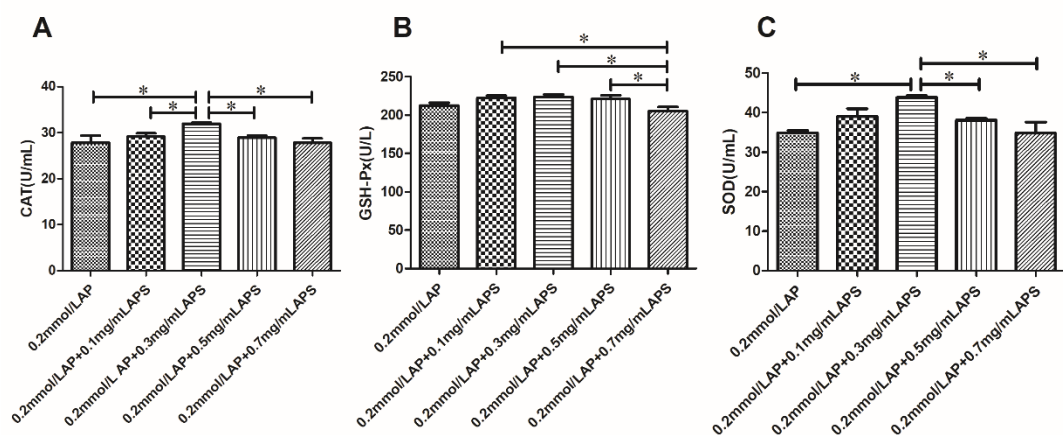 A
CAT(U/mL)
40
30
20
10
0
*
*
*
*
0.2mmol/LAP
0.2mmol/LAP+0.1mg/mLAPS
0.2mmol/L AP+0.3mg/mLAPS
0.2mmol/LAP+0.5mg/mLAPS
0.2mmol/LAP+0.7mg/mLAPS
B
GSH-Px(U/L)
250
200
150
200
250
0
*
*
*
0.2mmol/LAP
0.2mmol/LAP+0.1mg/mLAPS
0.2mmol/LAP+0.3mg/mLAPS
0.2mmol/LAP+0.5mg/mLAPS
0.2mmol/LAP+0.7mg/mLAPS
C
SOD(U/mL)
50
40
30
20
10
0
*
*
*
0.2mmol/LAP
0.2mmol/LAP+0.1mg/mLAPS
0.2mmol/LAP+0.3mg/mLAPS
0.2mmol/LAP+0.5mg/mLAPS
0.2mmol/LAP+0.7mg/mLAPS